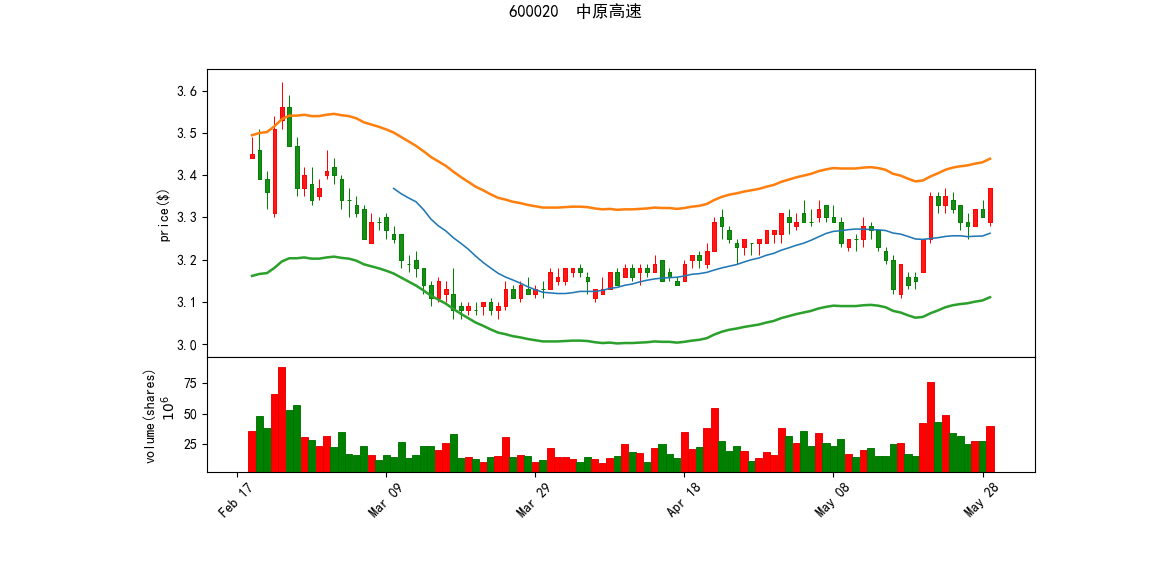 600020 中原高速
price($)
3.6
3.5
3.4
3.3
3.2
3.1
3.0
volume(shares)
10^6
75
50
25
Feb 17
Mar 09
Mar 29
Apr 18
May 08
May 28